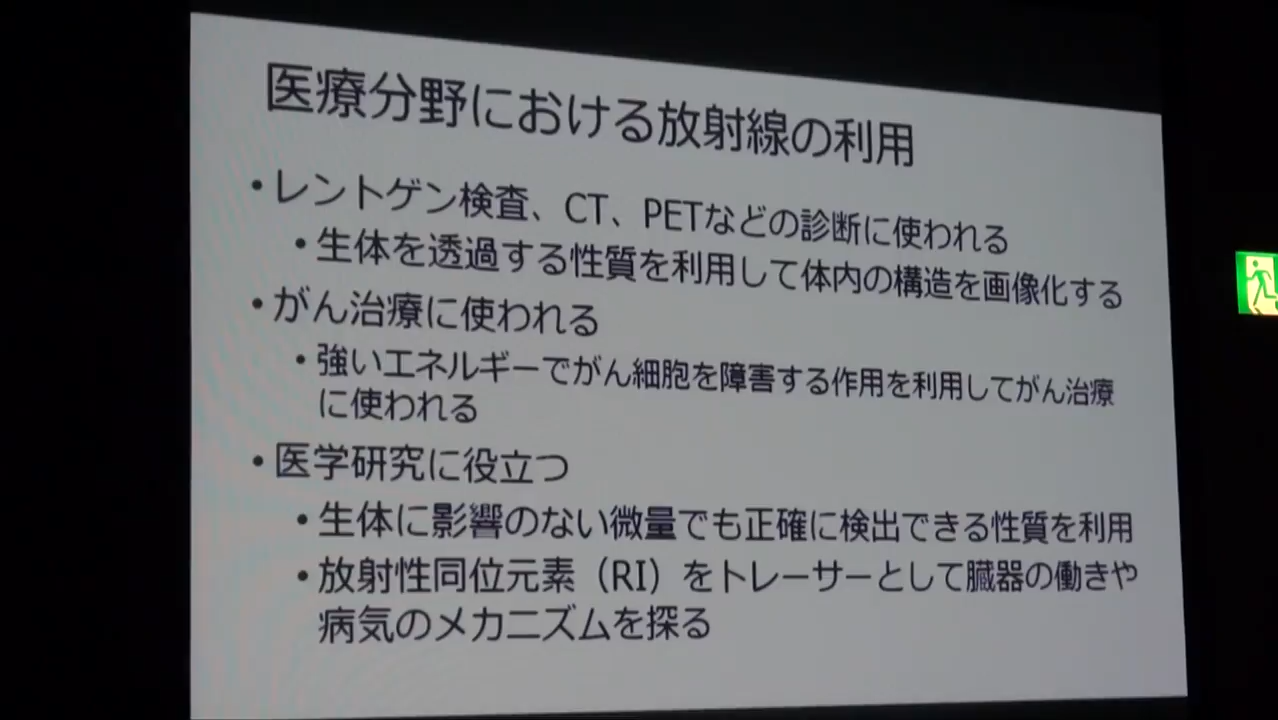 医療分野における放射線の利用
• レントゲン検査、CT、PETなどの診断に使われる
• 生体を透過する性質を利用して体内の構造を画像化する
• がん治療に使われる
• 強いエネルギーでがん細胞を障害する作用を利用してがん治療
に使われる
• 医学研究に役立つ
• 生体に影響のない微量でも正確に検出できる性質を利用
• 放射性同位元素（RI）をトレーサーとして臓器の働きや
病気のメカニズムを探る